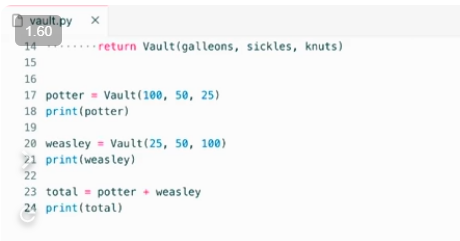 vault.py ×
1.60
14 ········return Vault(galleons, sickles, knuts)
15
16
17 potter = Vault(100, 50, 25)
18 print(potter)
19
20 weasley = Vault(25, 50, 100)
21 print(weasley)
22
23 total = potter + weasley
24 print(total)